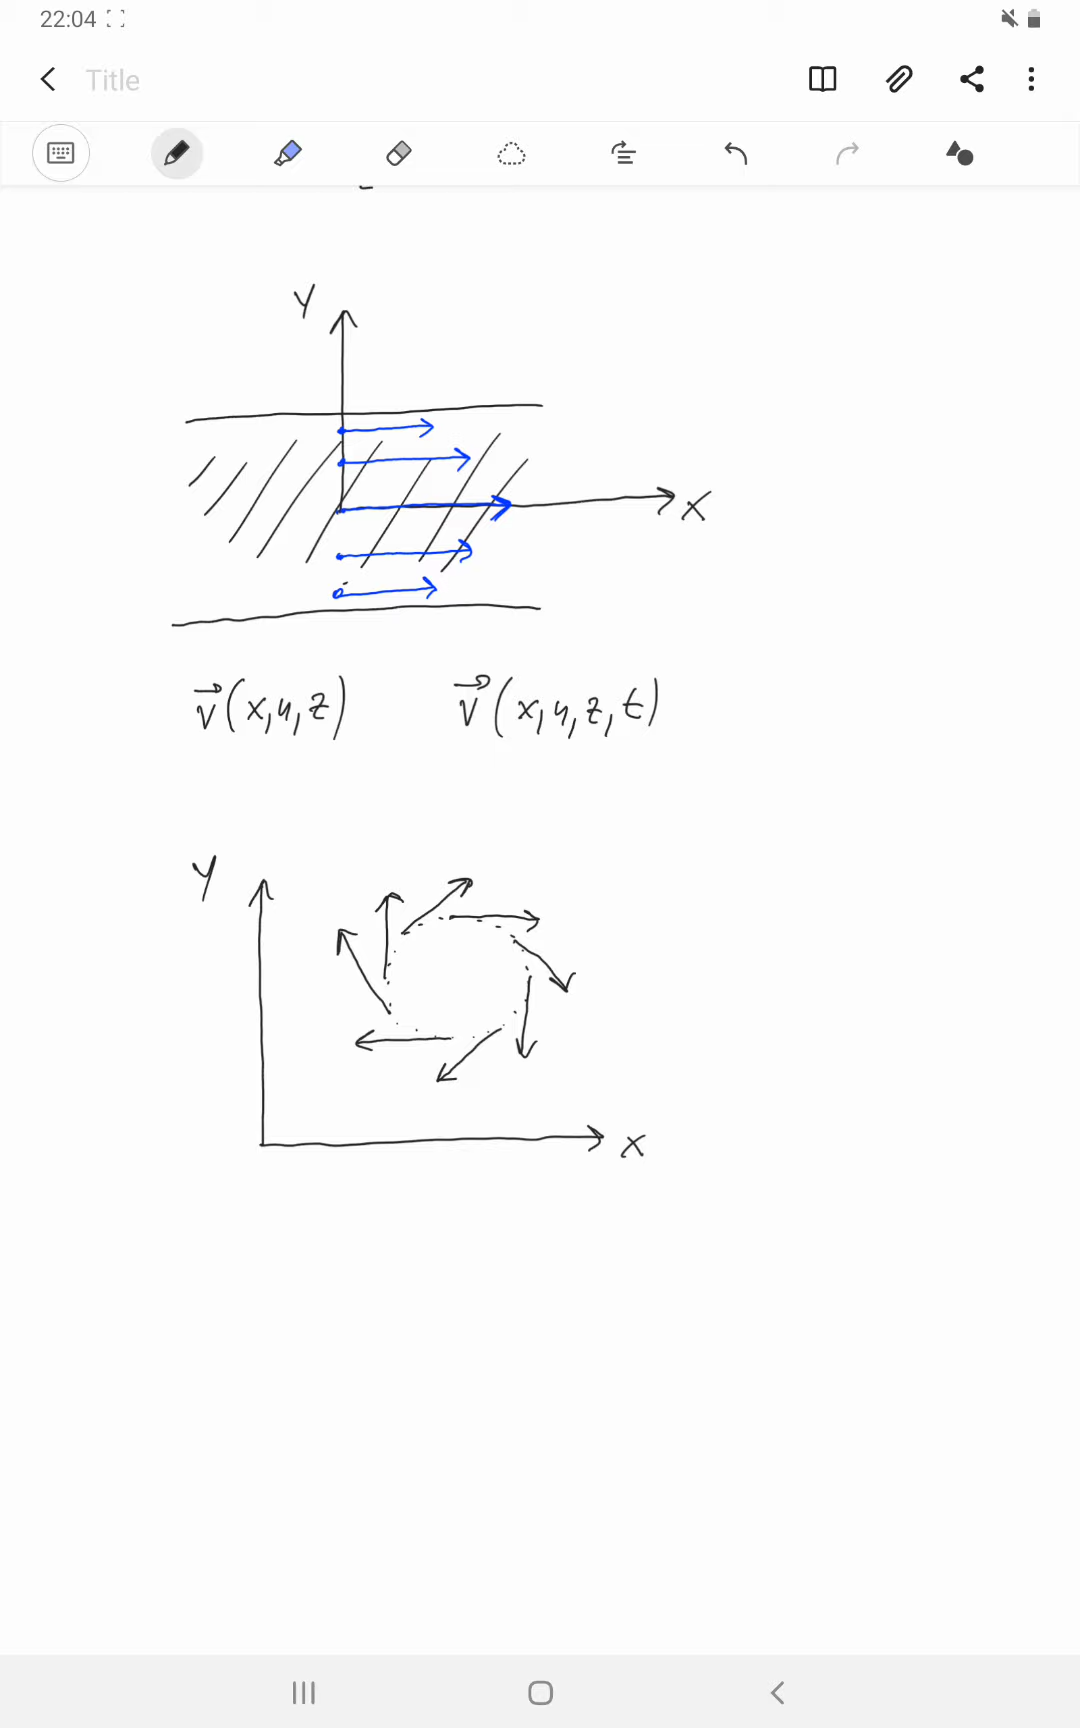 22:04
Title
Y
X
v⃗(x,y,z) v⃗(x,y,z,t)
Y
X